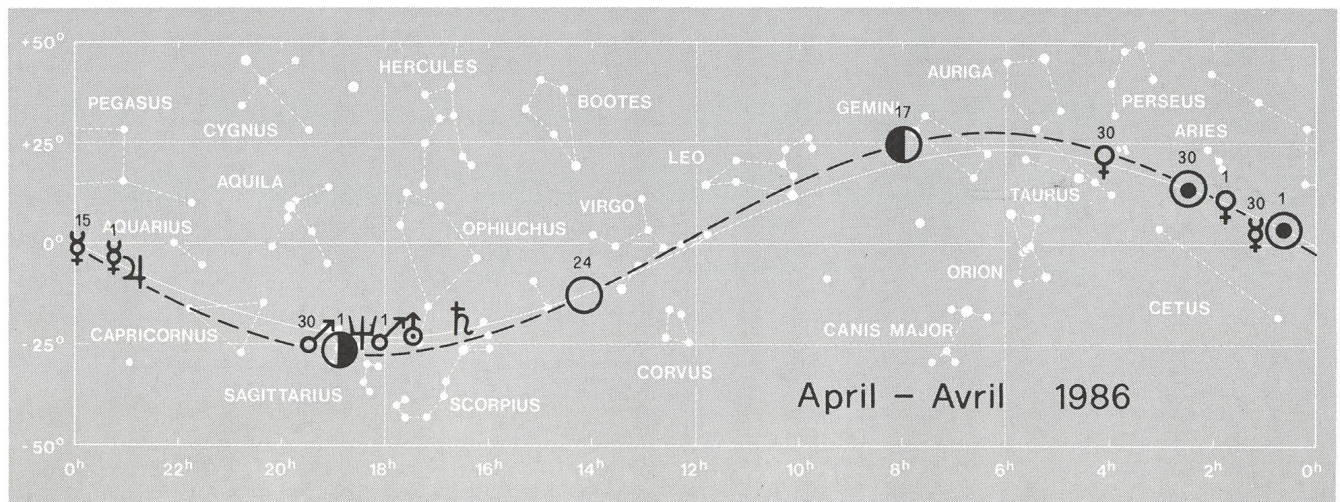 +50°
HERCULES
AURIGA
PEGASUS
BOOTES
GEMINI
17
PERSEUS
CYGNUS
30
ARIES
+25°
LEO
30
AQUILA
TAURUS
1
VIRGO
30
1
15
1
AQUARIUS
OPHIUCHUS
0°
24
ORION
CETUS
30
1
1
CAPRICORNUS
CANIS MAJOR
-25°
CORVUS
SAGITTARIUS
SCORPIUS
April – Avril 1986
-50°
0h 22h 20h 18h 16h 14h 12h 10h 8h 6h 4h 2h 0h